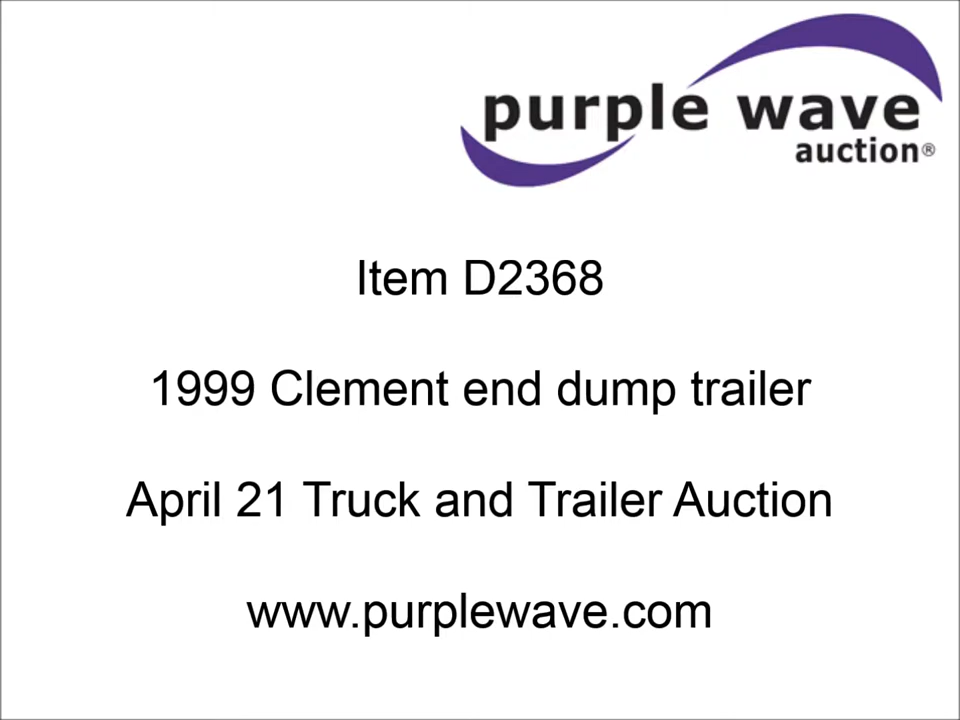 purple wave
auction®
Item D2368
1999 Clement end dump trailer
April 21 Truck and Trailer Auction
www.purplewave.com